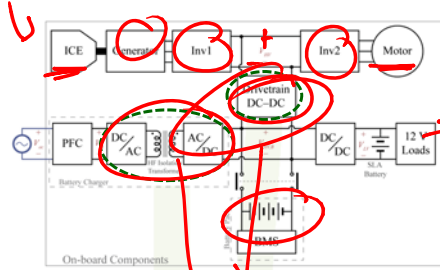 ICE
Generator
Inv1
Inv2
Motor
Drivetrain
DC-DC
PFC
DC/
AC
AC/
DC
HF Isolation
Transformer
DC/
DC
SLA
Battery
12 V
Loads
Battery Charger
BMS
On-board Components